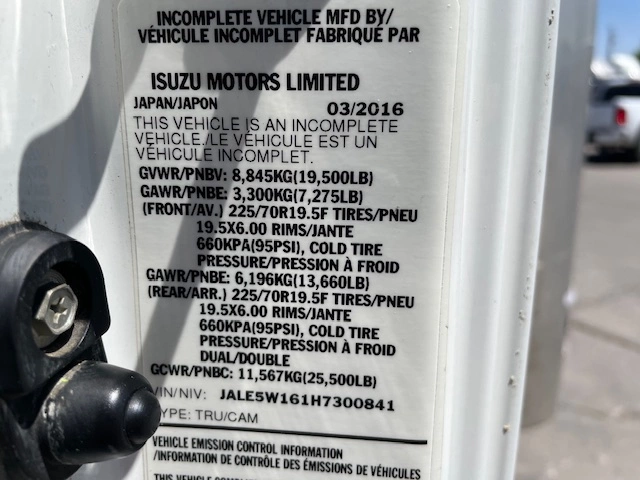 INCOMPLETE VEHICLE MFD BY/
VÉHICULE INCOMPLET FABRIQUÉ PAR
ISUZU MOTORS LIMITED
JAPAN/JAPON 03/2016
THIS VEHICLE IS AN INCOMPLETE
VEHICLE./LE VÉHICULE EST UN
VÉHICULE INCOMPLET.
GVWR/PNBV: 8,845KG(19,500LB)
GAWR/PNBE: 3,300KG(7,275LB)
(FRONT/AV.) 225/70R19.5F TIRES/PNEU
19.5X6.00 RIMS/JANTE
660KPA(95PSI), COLD TIRE
PRESSURE/PRESSION À FROID
GAWR/PNBE: 6,196KG(13,660LB)
(REAR/ARR.) 225/70R19.5F TIRES/PNEU
19.5X6.00 RIMS/JANTE
660KPA(95PSI), COLD TIRE
PRESSURE/PRESSION À FROID
DUAL/DOUBLE
GCWR/PNBC: 11,567KG(25,500LB)
VIN/NIV: JALE5W161H7300841
TYPE: TRU/CAM
VEHICLE EMISSION CONTROL INFORMATION
/INFORMATION DE CONTRÔLE DES ÉMISSIONS DE VÉHICULES